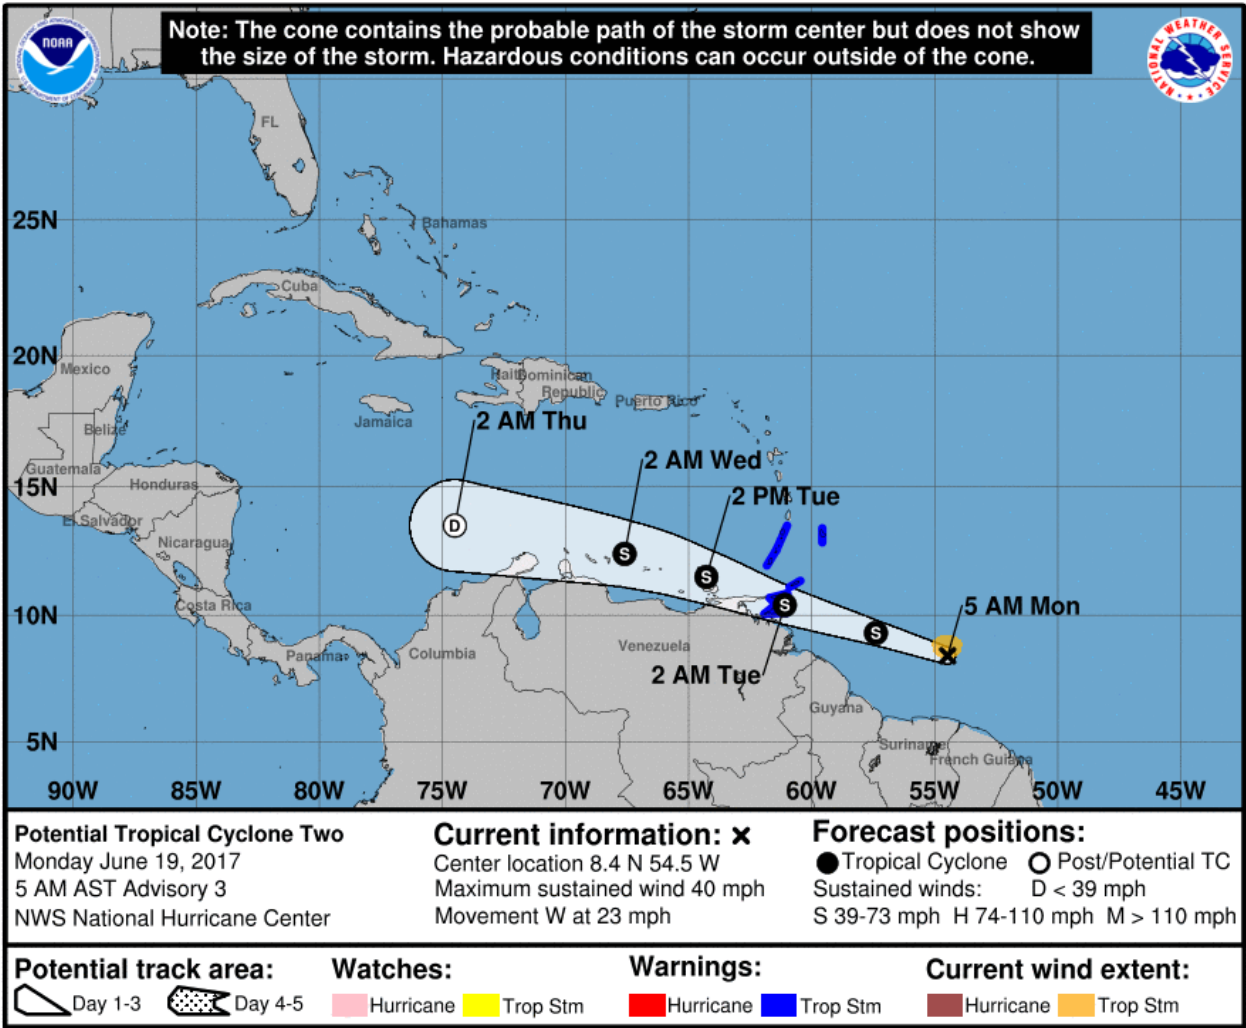 Note: The cone contains the probable path of the storm center but does not show
the size of the storm. Hazardous conditions can occur outside of the cone.
NOAA
NATIONAL WEATHER SERVICE
FL
25N
Bahamas
Cuba
20N
Mexico
Haiti
Dominican
Republic
Puerto Rico
Jamaica
2 AM Thu
Belize
2 AM Wed
Guatemala
15N
Honduras
2 PM Tue
El Salvador
D
Nicaragua
S
S
10N
Costa Rica
S
5 AM Mon
S
Panama
Columbia
Venezuela
2 AM Tue
Guyana
5N
Suriname
French Guiana
90W 85W 80W 75W 70W 65W 60W 55W 50W 45W
Potential Tropical Cyclone Two
Monday June 19, 2017
5 AM AST Advisory 3
NWS National Hurricane Center
Current information: x
Center location 8.4 N 54.5 W
Maximum sustained wind 40 mph
Movement W at 23 mph
Forecast positions:
Tropical Cyclone Post/Potential TC
Sustained winds: D < 39 mph
S 39-73 mph H 74-110 mph M > 110 mph
Potential track area:
Day 1-3 Day 4-5
Watches:
Hurricane Trop Stm
Warnings:
Hurricane Trop Stm
Current wind extent:
Hurricane Trop Stm